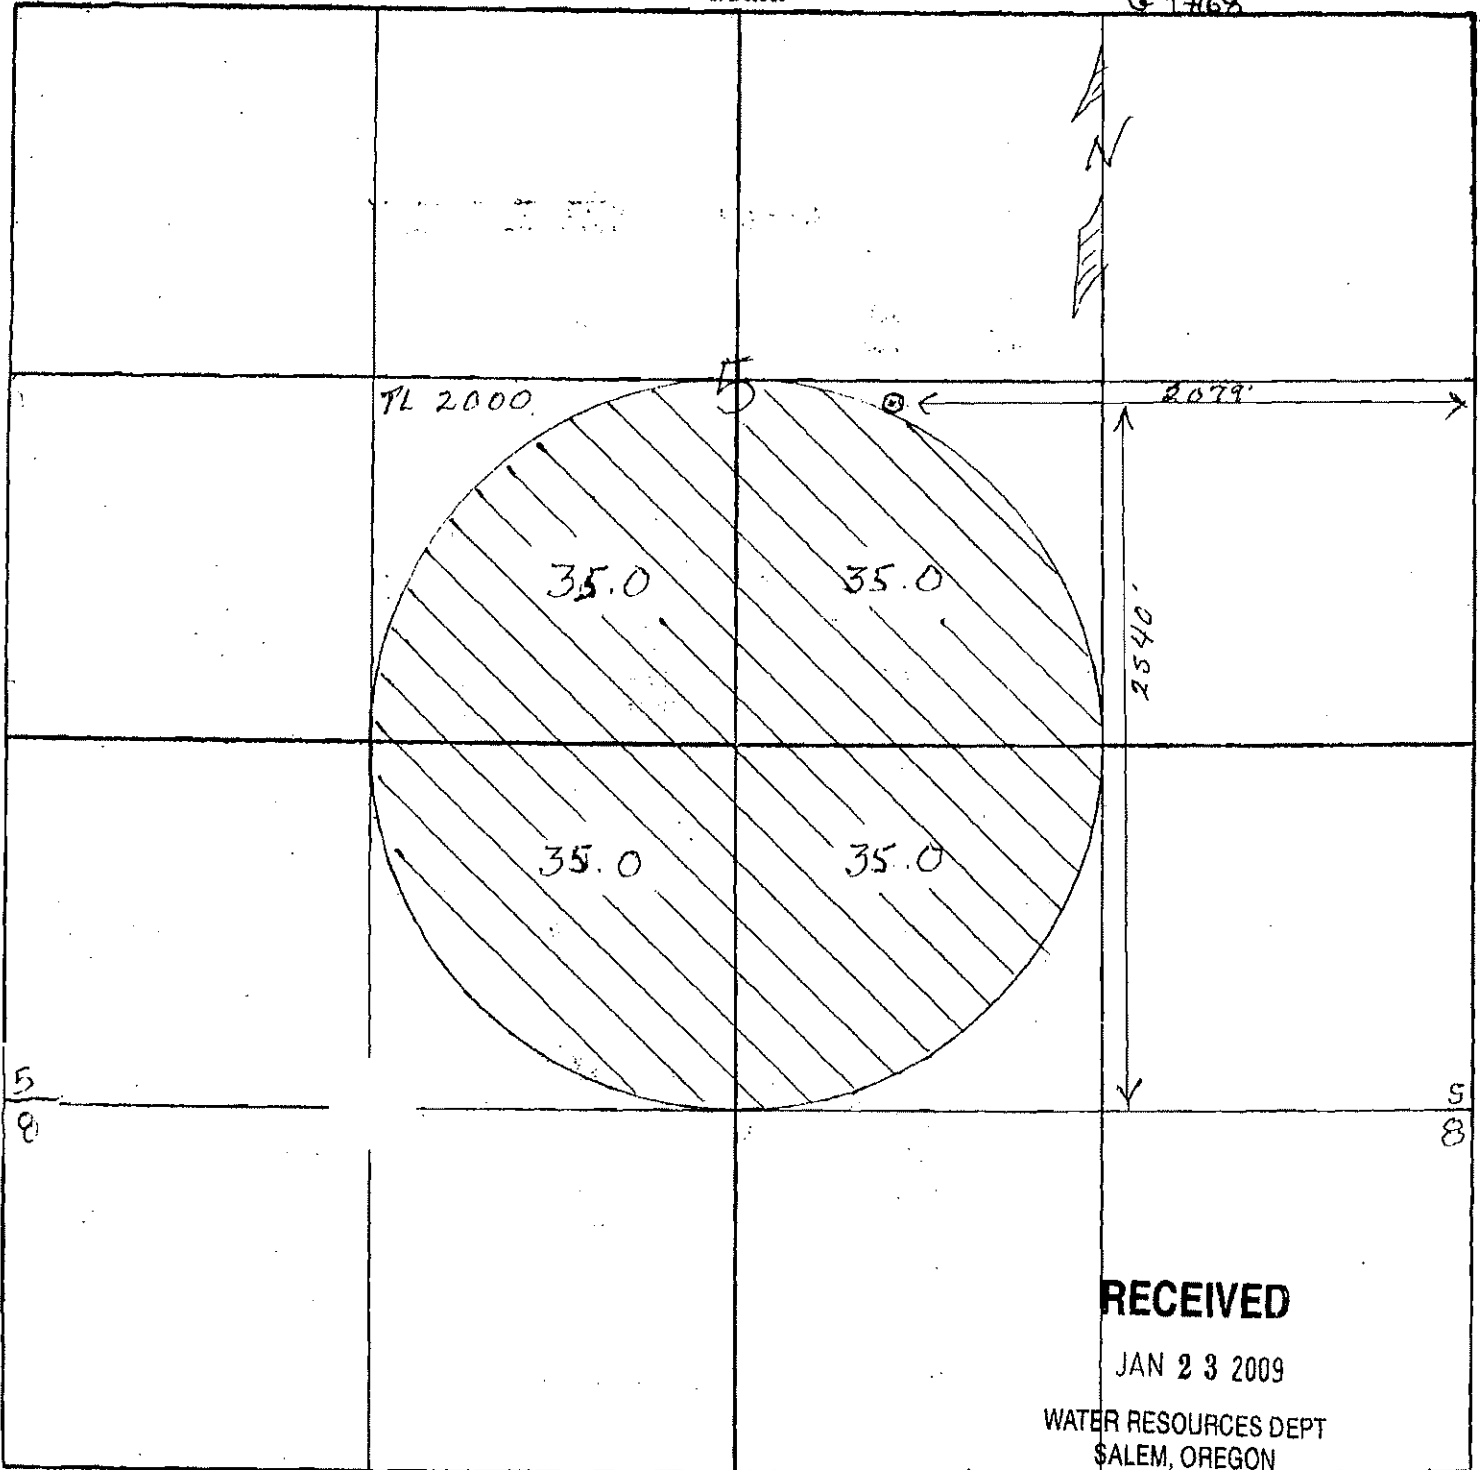 N
5
TL 2000
2079'
35.0 35.0
2540'
35.0 35.0
5
8
5
8
RECEIVED
JAN 23 2009
WATER RESOURCES DEPT
SALEM, OREGON